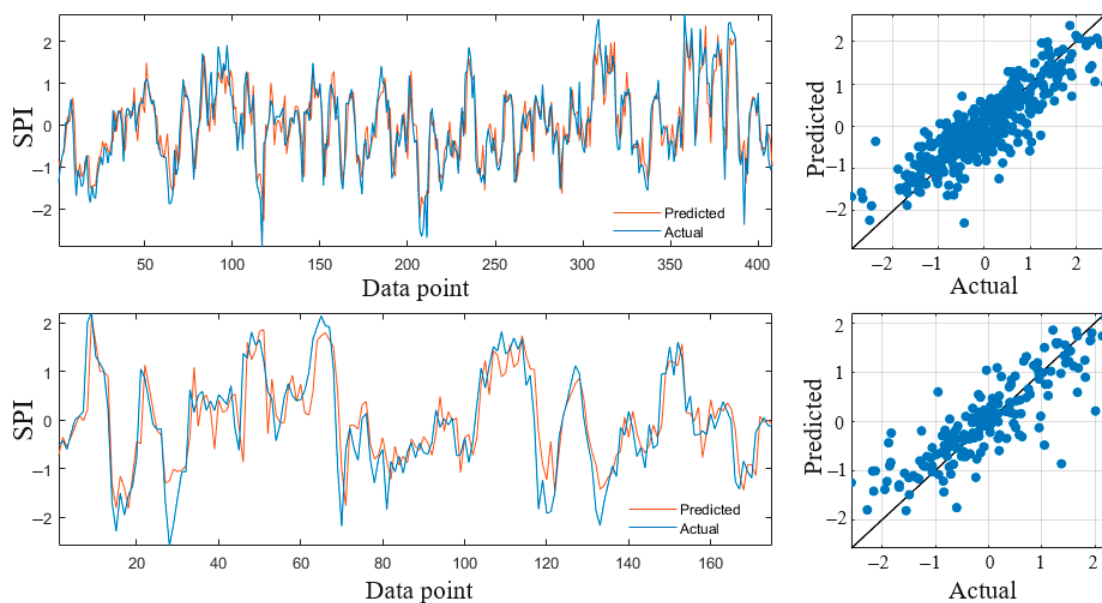 SPI
2
1
0
–1
–2
Predicted
Actual
50 100 150 200 250 300 350 400
Data point
Predicted
2
1
0
–1
–2
–2 –1 0 1 2
Actual
SPI
2
1
0
–1
–2
Predicted
Actual
20 40 60 80 100 120 140 160
Data point
Predicted
2
1
0
–1
–2
–2 –1 0 1 2
Actual